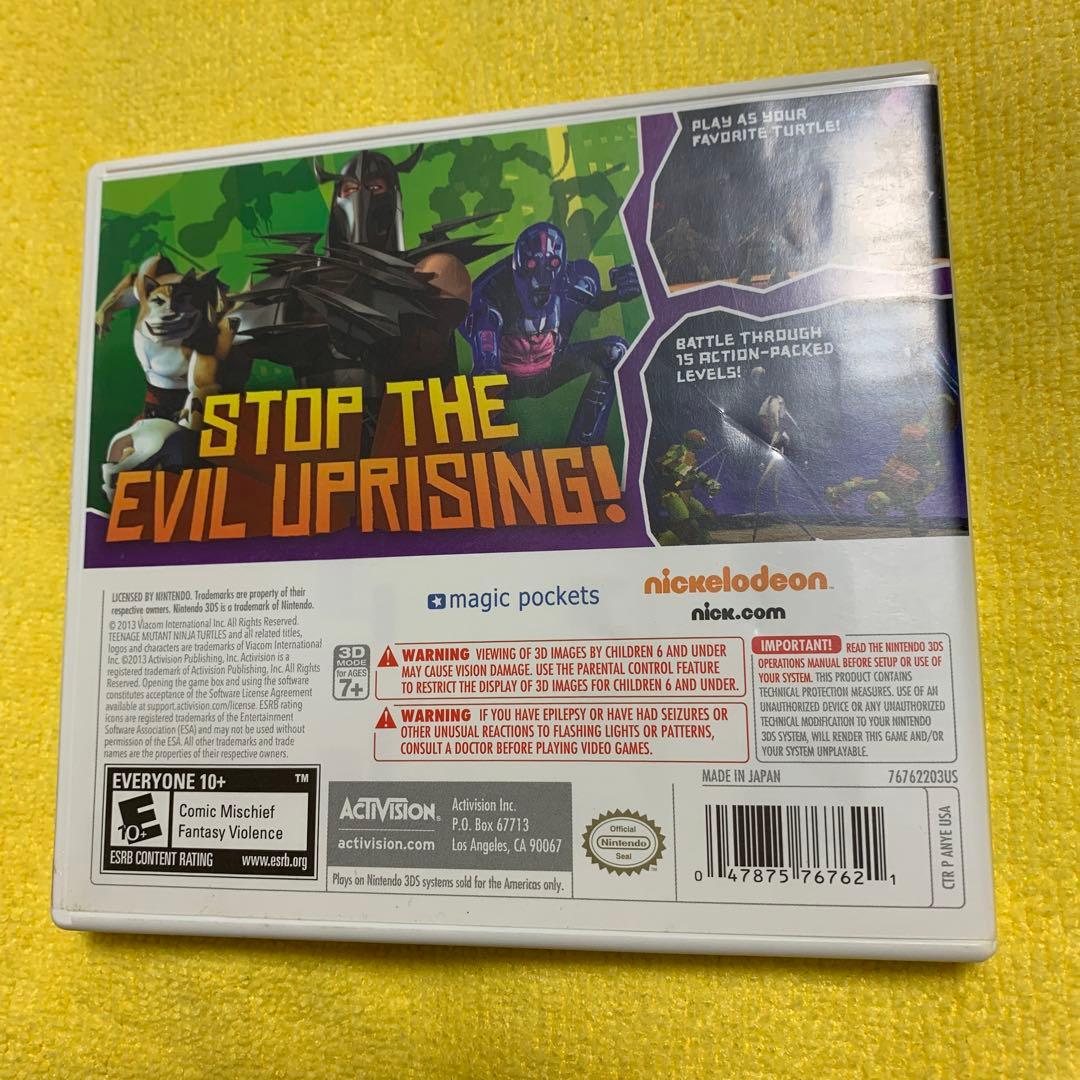 PLAY AS YOUR
FAVORITE TURTLE!
BATTLE THROUGH
15 ACTION-PACKED
LEVELS!
STOP THE
EVIL UPRISING!
LICENSED BY NINTENDO. Trademarks are property of their
respective owners. Nintendo 3DS is a trademark of Nintendo.
© 2013 Viacom International Inc. All Rights Reserved.
TEENAGE MUTANT NINJA TURTLES and all related titles,
logos and characters are trademarks of Viacom International
Inc. ©2013 Activision Publishing, Inc. Activision is a
registered trademark of Activision Publishing, Inc. All Rights
Reserved. Opening the game box and using the software
constitutes acceptance of the Software License Agreement
available at support.activision.com/license. ESRB rating
icons are registered trademarks of the Entertainment
Software Association (ESA) and may not be used without
permission of the ESA. All other trademarks and trade
names are the properties of their respective owners.
magic pockets
nickelodeon™
nick.com
3D
MODE
for AGES
7+
WARNING VIEWING OF 3D IMAGES BY CHILDREN 6 AND UNDER
MAY CAUSE VISION DAMAGE. USE THE PARENTAL CONTROL FEATURE
TO RESTRICT THE DISPLAY OF 3D IMAGES FOR CHILDREN 6 AND UNDER.
WARNING IF YOU HAVE EPILEPSY OR HAVE HAD SEIZURES OR
OTHER UNUSUAL REACTIONS TO FLASHING LIGHTS OR PATTERNS,
CONSULT A DOCTOR BEFORE PLAYING VIDEO GAMES.
IMPORTANT! READ THE NINTENDO 3DS
OPERATIONS MANUAL BEFORE SETUP OR USE OF
YOUR SYSTEM. THIS PRODUCT CONTAINS
TECHNICAL PROTECTION MEASURES. USE OF AN
UNAUTHORIZED DEVICE OR ANY UNAUTHORIZED
TECHNICAL MODIFICATION TO YOUR NINTENDO
3DS SYSTEM, WILL RENDER THIS GAME AND/OR
YOUR SYSTEM UNPLAYABLE.
EVERYONE 10+ ™
E
10+
Comic Mischief
Fantasy Violence
ESRB CONTENT RATING www.esrb.org
ACTIVISION®
activision.com
Activision Inc.
P.O. Box 67713
Los Angeles, CA 90067
Plays on Nintendo 3DS systems sold for the Americas only.
Official
Nintendo
Seal
MADE IN JAPAN 76762203US
0 47875 76762 1
CTR P ANYE USA